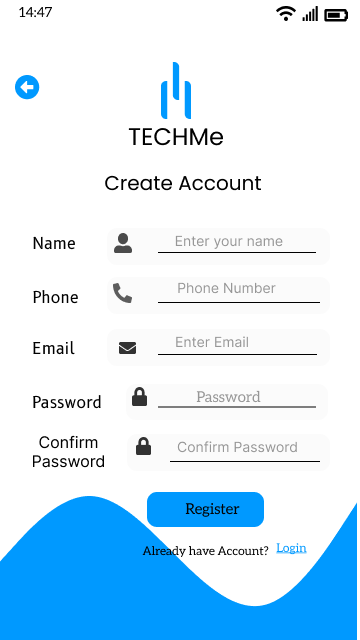 14:47
TECHMe
Create Account
Name
Enter your name
Phone
Phone Number
Email
Enter Email
Password
Password
Confirm
Password
Confirm Password
Register
Already have Account? Login